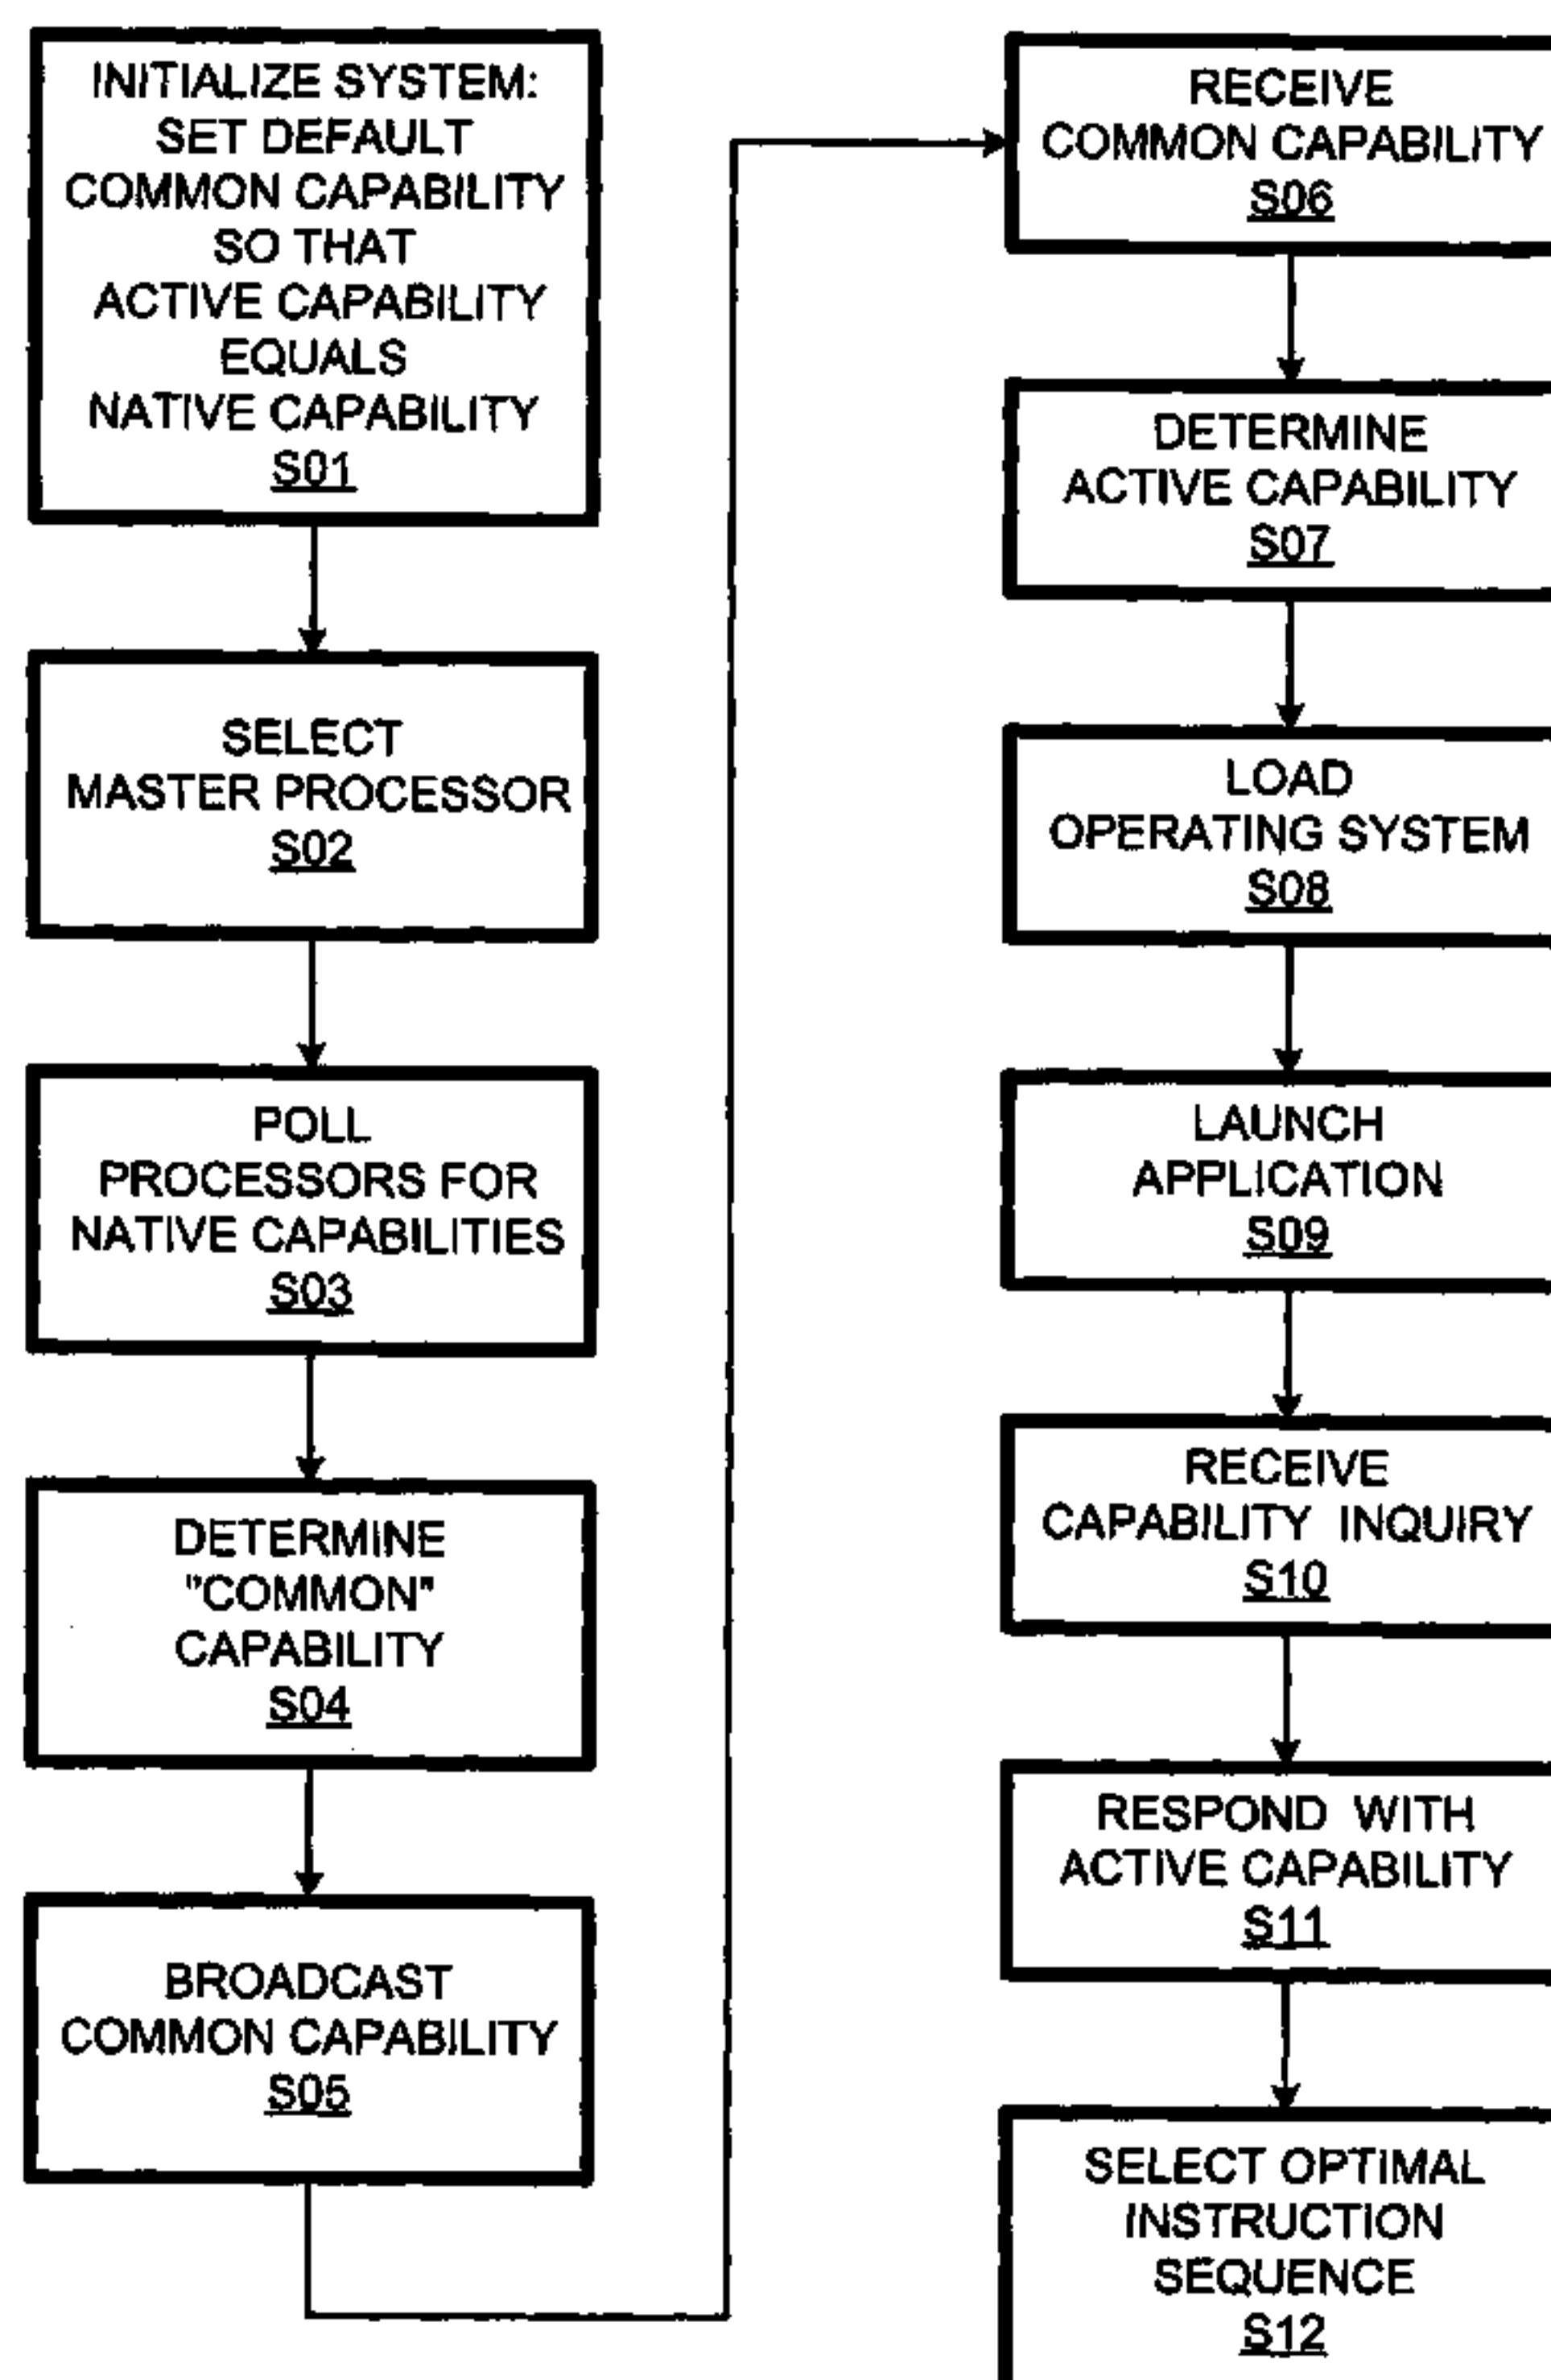 INITIALIZE SYSTEM:
SET DEFAULT
COMMON CAPABILITY
SO THAT
ACTIVE CAPABILITY
EQUALS
NATIVE CAPABILITY
S01
SELECT
MASTER PROCESSOR
S02
POLL
PROCESSORS FOR
NATIVE CAPABILITIES
S03
DETERMINE
"COMMON"
CAPABILITY
S04
BROADCAST
COMMON CAPABILITY
S05
RECEIVE
COMMON CAPABILITY
S06
DETERMINE
ACTIVE CAPABILITY
S07
LOAD
OPERATING SYSTEM
S08
LAUNCH
APPLICATION
S09
RECEIVE
CAPABILITY INQUIRY
S10
RESPOND WITH
ACTIVE CAPABILITY
S11
SELECT OPTIMAL
INSTRUCTION
SEQUENCE
S12